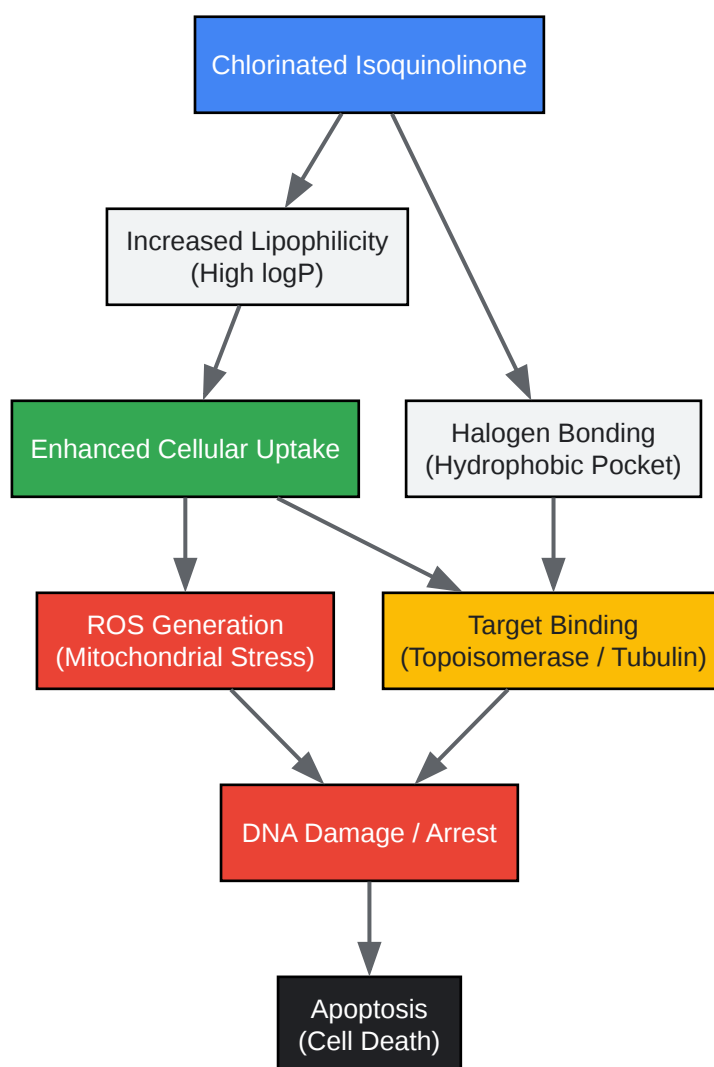 Chlorinated Isoquinolinone
Increased Lipophilicity
(High logP)
Enhanced Cellular Uptake
Halogen Bonding
(Hydrophobic Pocket)
ROS Generation
(Mitochondrial Stress)
Target Binding
(Topoisomerase / Tubulin)
DNA Damage / Arrest
Apoptosis
(Cell Death)